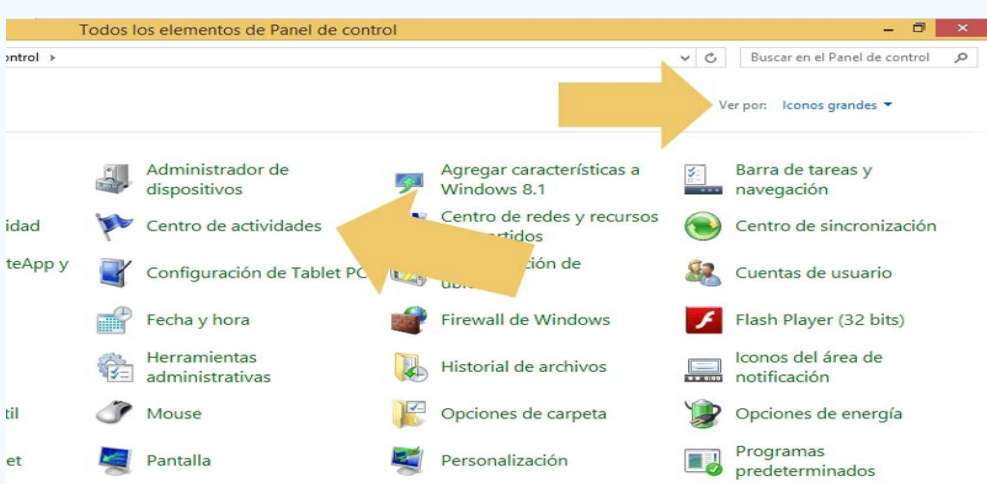 Todos los elementos de Panel de control
ontrol
Buscar en el Panel de control
Ver por: Iconos grandes
Administrador de
dispositivos
Agregar características a
Windows 8.1
Barra de tareas y
navegación
idad
Centro de actividades
Centro de redes y recursos
artidos
Centro de sincronización
teApp y
Configuración de Tablet PC
ción de
Cuentas de usuario
Fecha y hora
Firewall de Windows
Flash Player (32 bits)
Herramientas
administrativas
Historial de archivos
Iconos del área de
notificación
til
Mouse
Opciones de carpeta
Opciones de energía
et
Pantalla
Personalización
Programas
predeterminados